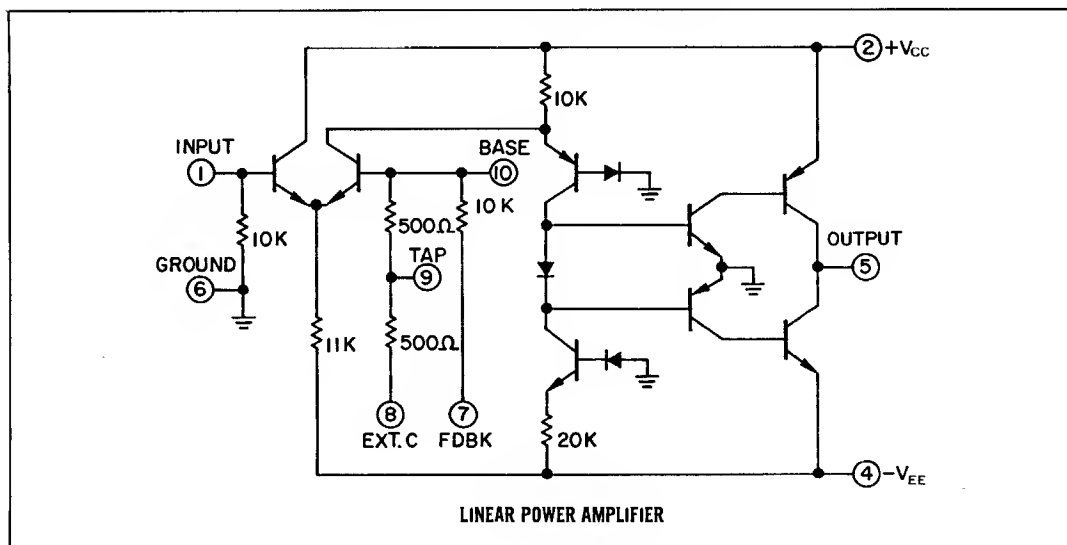 ② +VCC
10K
INPUT
①
BASE
⑩
10K
500Ω
10K
TAP
⑨
OUTPUT
⑤
GROUND
⑥
500Ω
11K
⑧
EXT. C
⑦
FDBK
20K
④ -VEE
LINEAR POWER AMPLIFIER